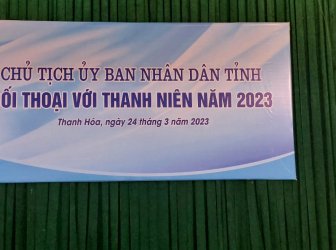 CHỦ TỊCH ỦY BAN NHÂN DÂN TỈNH
ỐI THOẠI VỚI THANH NIÊN NĂM 2023
Thanh Hóa, ngày 24 tháng 3 năm 2023